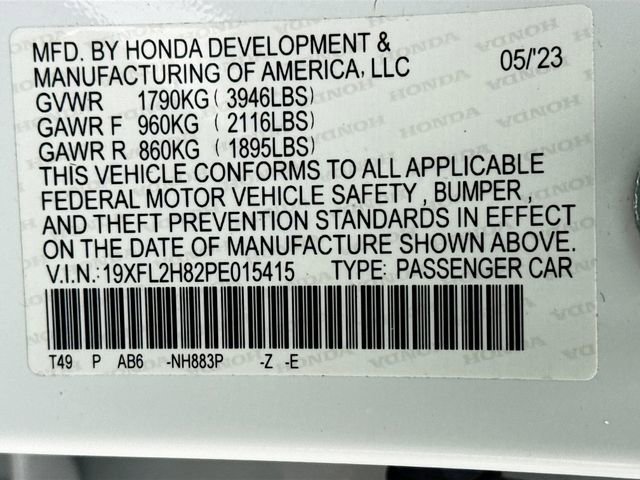 MFD. BY HONDA DEVELOPMENT &
MANUFACTURING OF AMERICA, LLC 05/'23
GVWR 1790KG ( 3946LBS)
GAWR F 960KG ( 2116LBS)
GAWR R 860KG ( 1895LBS)
THIS VEHICLE CONFORMS TO ALL APPLICABLE
FEDERAL MOTOR VEHICLE SAFETY , BUMPER ,
AND THEFT PREVENTION STANDARDS IN EFFECT
ON THE DATE OF MANUFACTURE SHOWN ABOVE.
V.I.N.: 19XFL2H82PE015415 TYPE: PASSENGER CAR
T49 P AB6 -NH883P -Z -E